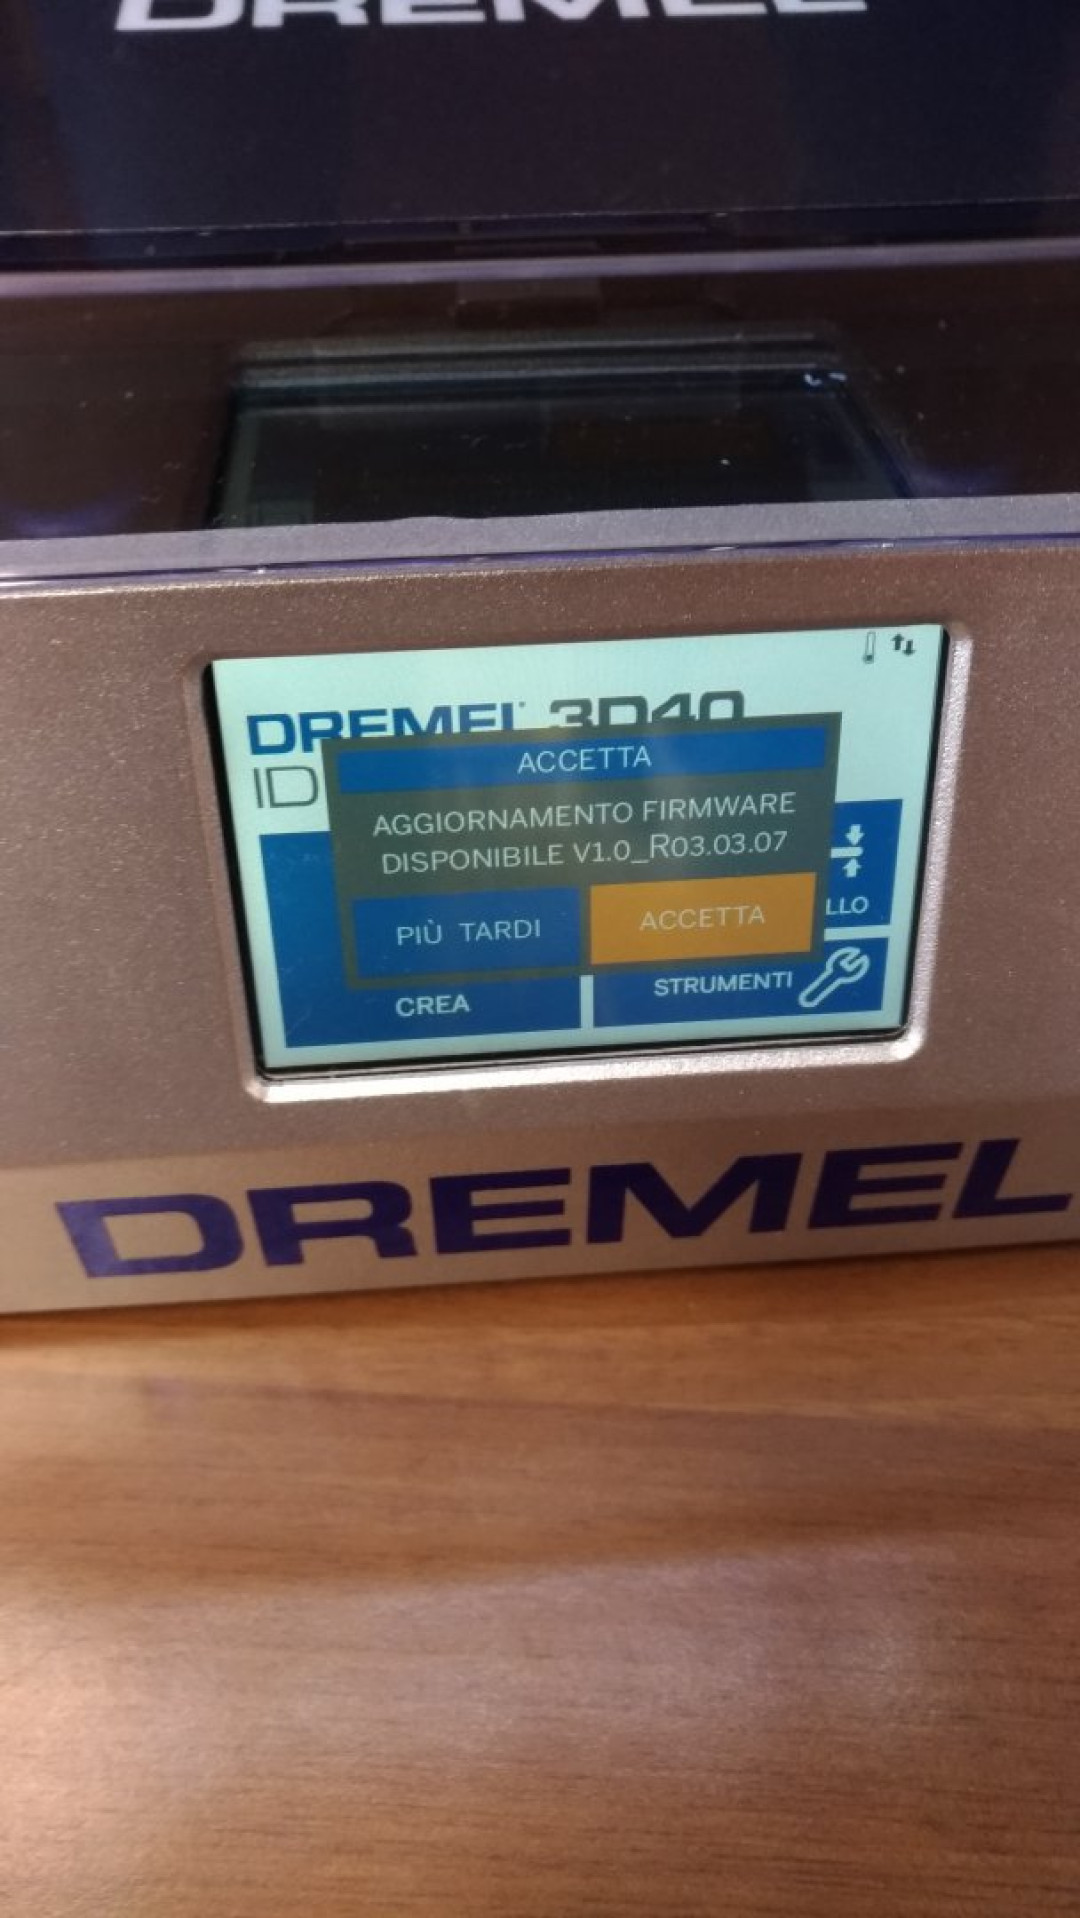 DREMEL
DREMEL 3D40
ID
ACCETTA
AGGIORNAMENTO FIRMWARE
DISPONIBILE V1.0_R03.03.07
PIÙ TARDI
ACCETTA
LLO
CREA
STRUMENTI
DREMEL